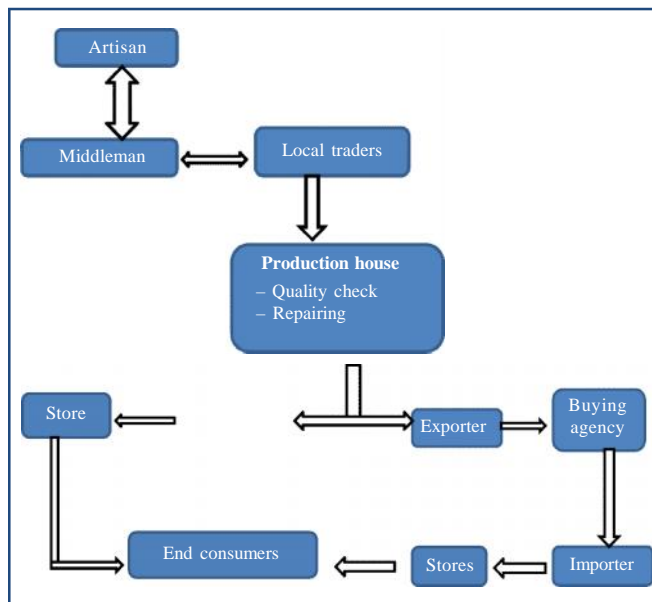 Artisan
Middleman
Local traders
Production house
– Quality check
– Repairing
Store
Exporter
Buying
agency
End consumers
Stores
Importer